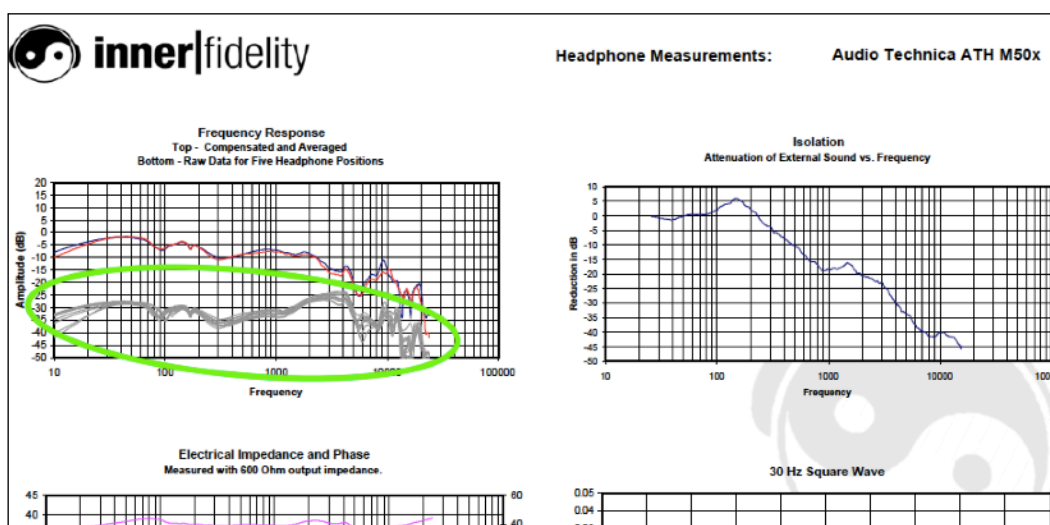 inner|fidelity
Headphone Measurements: Audio Technica ATH M50x
Frequency Response
Top - Compensated and Averaged
Bottom - Raw Data for Five Headphone Positions
20
15
10
5
0
-5
-10
-15
-20
-25
-30
-35
-40
-45
-50
Amplitude (dB)
10 100 1000 10000 100000
Frequency
Isolation
Attenuation of External Sound vs. Frequency
10
5
0
-5
-10
-15
-20
-25
-30
-35
-40
-45
-50
Reduction in dB
10 100 1000 10000
Frequency
Electrical Impedance and Phase
Measured with 600 Ohm output impedance.
45 60
40 40
30 Hz Square Wave
0.05
0.04